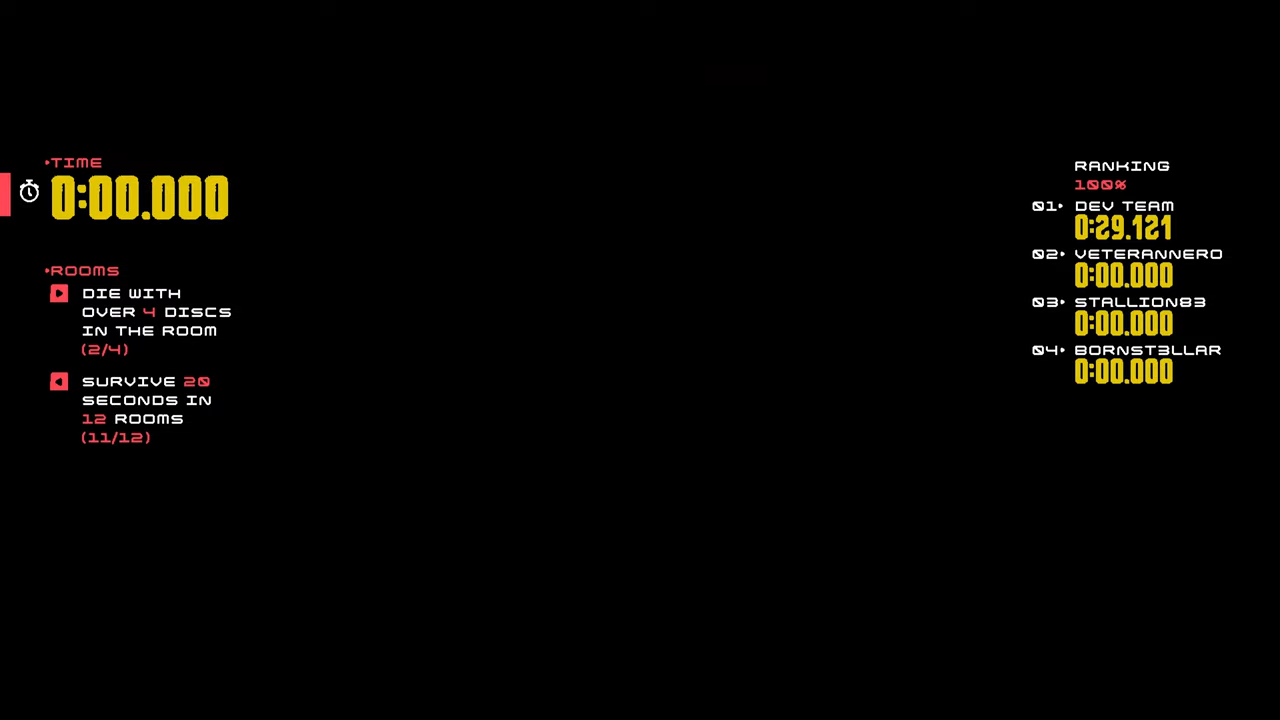 •TIME
0:00.000
•ROOMS
DIE WITH
OVER 4 DISCS
IN THE ROOM
(2/4)
SURVIVE 20
SECONDS IN
12 ROOMS
(11/12)
RANKING
100%
01• DEV TEAM
0:29.121
02• VETERANNERO
0:00.000
03• STALLION83
0:00.000
04• BORNST3LLAR
0:00.000